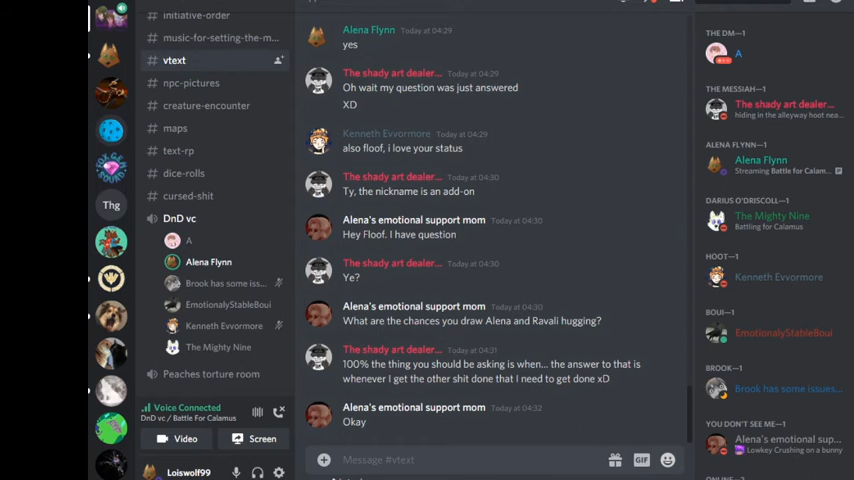 initiative-order
# music-for-setting-the-m...
# vtext
# npc-pictures
# creature-encounter
# maps
# text-rp
# dice-rolls
# cursed-shit
DnD vc
A
Alena Flynn
Brook has some iss...
EmotionalyStableBoui
Kenneth Evvormore
The Mighty Nine
Peaches torture room
Voice Connected
DnD vc / Battle For Calamus
Video
Screen
Loiswolf99
FOX GEM SQUAD
Thg
Alena Flynn Today at 04:29
yes
The shady art dealer... Today at 04:29
Oh wait my question was just answered
XD
Kenneth Evvormore Today at 04:29
also floof, i love your status
The shady art dealer... Today at 04:30
Ty, the nickname is an add-on
Alena's emotional support mom Today at 04:30
Hey Floof. I have question
The shady art dealer... Today at 04:30
Ye?
Alena's emotional support mom Today at 04:30
What are the chances you draw Alena and Ravali hugging?
The shady art dealer... Today at 04:31
100% the thing you should be asking is when... the answer to that is
whenever I get the other shit done that I need to get done xD
Alena's emotional support mom Today at 04:32
Okay
Message #vtext
GIF
THE DM—1
A
THE MESSIAH—1
The shady art dealer...
hiding in the alleyway hoot nea...
ALENA FLYNN—1
Alena Flynn
Streaming Battle for Calam...
DARIUS O'DRISCOLL—1
The Mighty Nine
Battling for Calamus
HOOT—1
Kenneth Evvormore
BOUI—1
EmotionalyStableBoui
BROOK—1
Brook has some issues...
YOU DON'T SEE ME—1
Alena's emotional sup...
Lowkey Crushing on a bunny